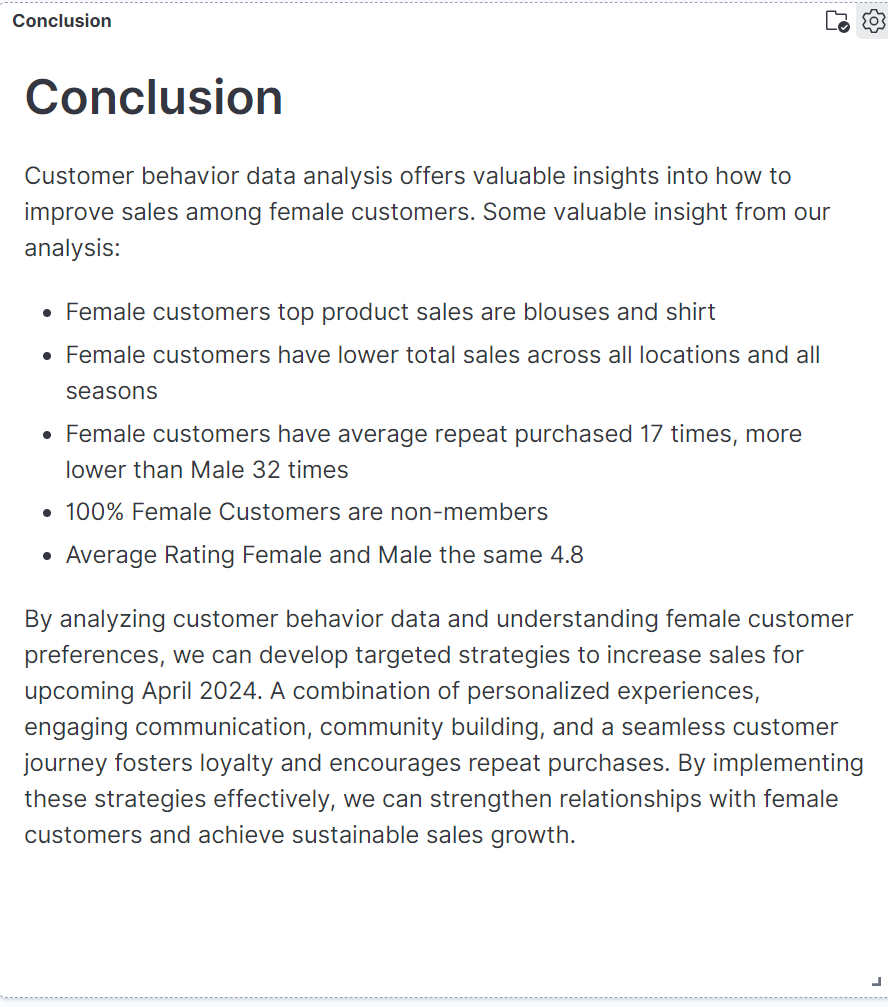 Conclusion
Conclusion
Customer behavior data analysis offers valuable insights into how to
improve sales among female customers. Some valuable insight from our
analysis:
• Female customers top product sales are blouses and shirt
• Female customers have lower total sales across all locations and all
seasons
• Female customers have average repeat purchased 17 times, more
lower than Male 32 times
• 100% Female Customers are non-members
• Average Rating Female and Male the same 4.8
By analyzing customer behavior data and understanding female customer
preferences, we can develop targeted strategies to increase sales for
upcoming April 2024. A combination of personalized experiences,
engaging communication, community building, and a seamless customer
journey fosters loyalty and encourages repeat purchases. By implementing
these strategies effectively, we can strengthen relationships with female
customers and achieve sustainable sales growth.